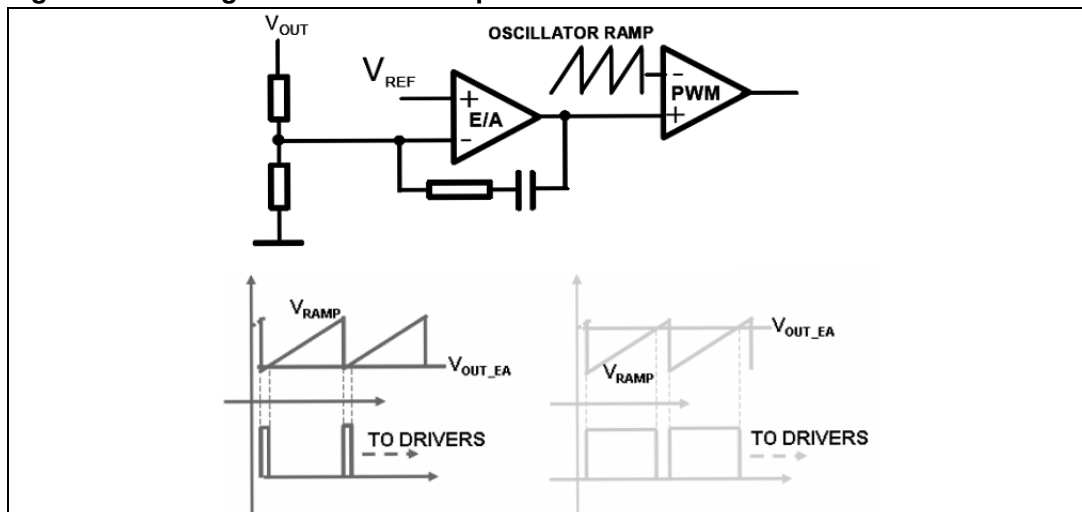 V_OUT
OSCILLATOR RAMP
V_REF
+
E/A
-
-
PWM
+
V_RAMP
V_OUT_EA
TO DRIVERS
V_OUT_EA
V_RAMP
TO DRIVERS